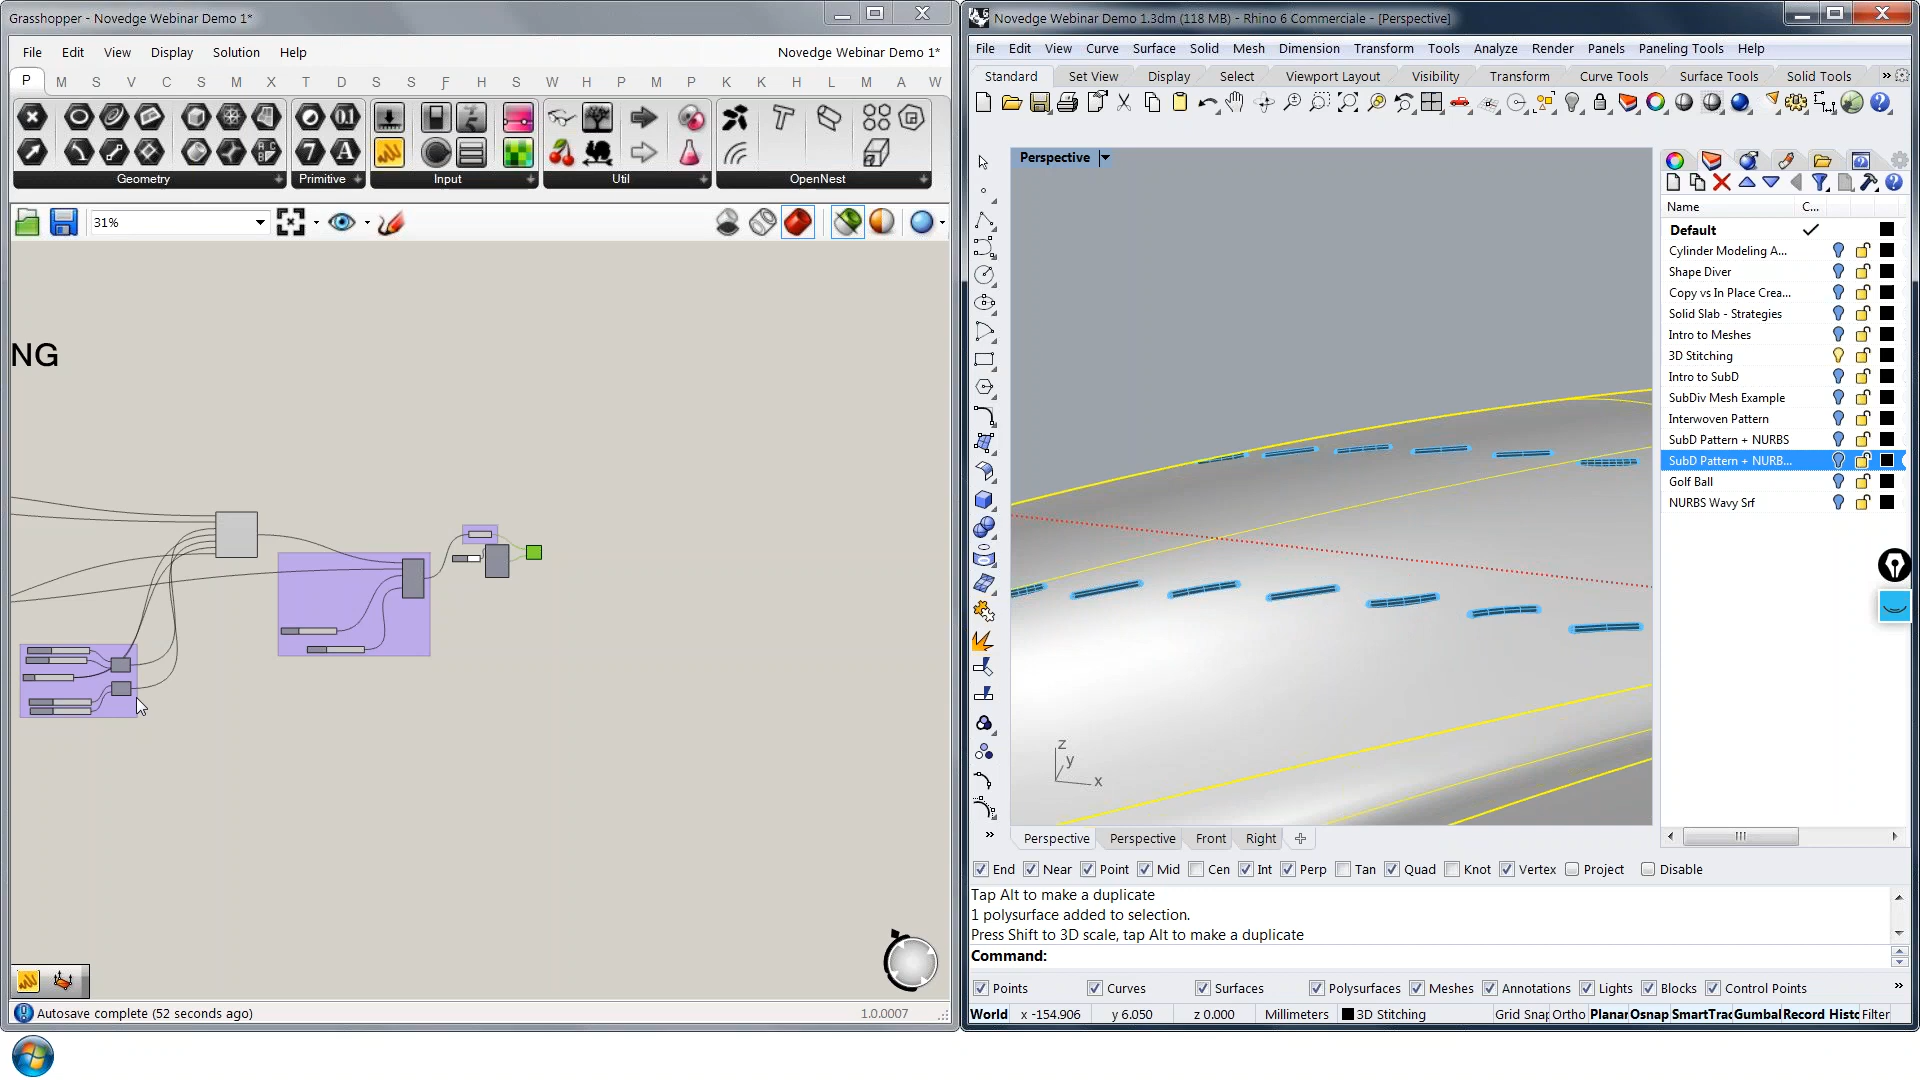 Grasshopper - Novedge Webinar Demo 1*
File Edit View Display Solution Help
Novedge Webinar Demo 1*
P M S V C S M X T D S S F H S W H P M P K K H L M A W
Geometry
Primitive
Input
Util
OpenNest
31%
NG
Autosave complete (52 seconds ago)
1.0.0007
Novedge Webinar Demo 1.3dm (118 MB) - Rhino 6 Commerciale - [Perspective]
File Edit View Curve Surface Solid Mesh Dimension Transform Tools Analyze Render Panels Paneling Tools Help
Standard Set View Display Select Viewport Layout Visibility Transform Curve Tools Surface Tools Solid Tools
Perspective
z
y
x
Name C...
Default
Cylinder Modeling A...
Shape Diver
Copy vs In Place Crea...
Solid Slab - Strategies
Intro to Meshes
3D Stitching
Intro to SubD
SubDiv Mesh Example
Interwoven Pattern
SubD Pattern + NURBS
SubD Pattern + NURB...
Golf Ball
NURBS Wavy Srf
Perspective Perspective Front Right
End Near Point Mid Cen Int Perp Tan Quad Knot Vertex Project Disable
Tap Alt to make a duplicate
1 polysurface added to selection.
Press Shift to 3D scale, tap Alt to make a duplicate
Command:
Points Curves Surfaces Polysurfaces Meshes Annotations Lights Blocks Control Points
World x -154.906 y 6.050 z 0.000 Millimeters 3D Stitching Grid Snap Ortho Planar Osnap SmartTrac Gumbal Record Histo Filter